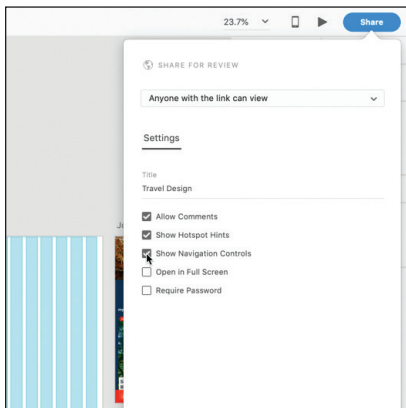 23.7%
Share
SHARE FOR REVIEW
Anyone with the link can view
Settings
Title
Travel Design
Allow Comments
Show Hotspot Hints
Show Navigation Controls
Open in Full Screen
Require Password